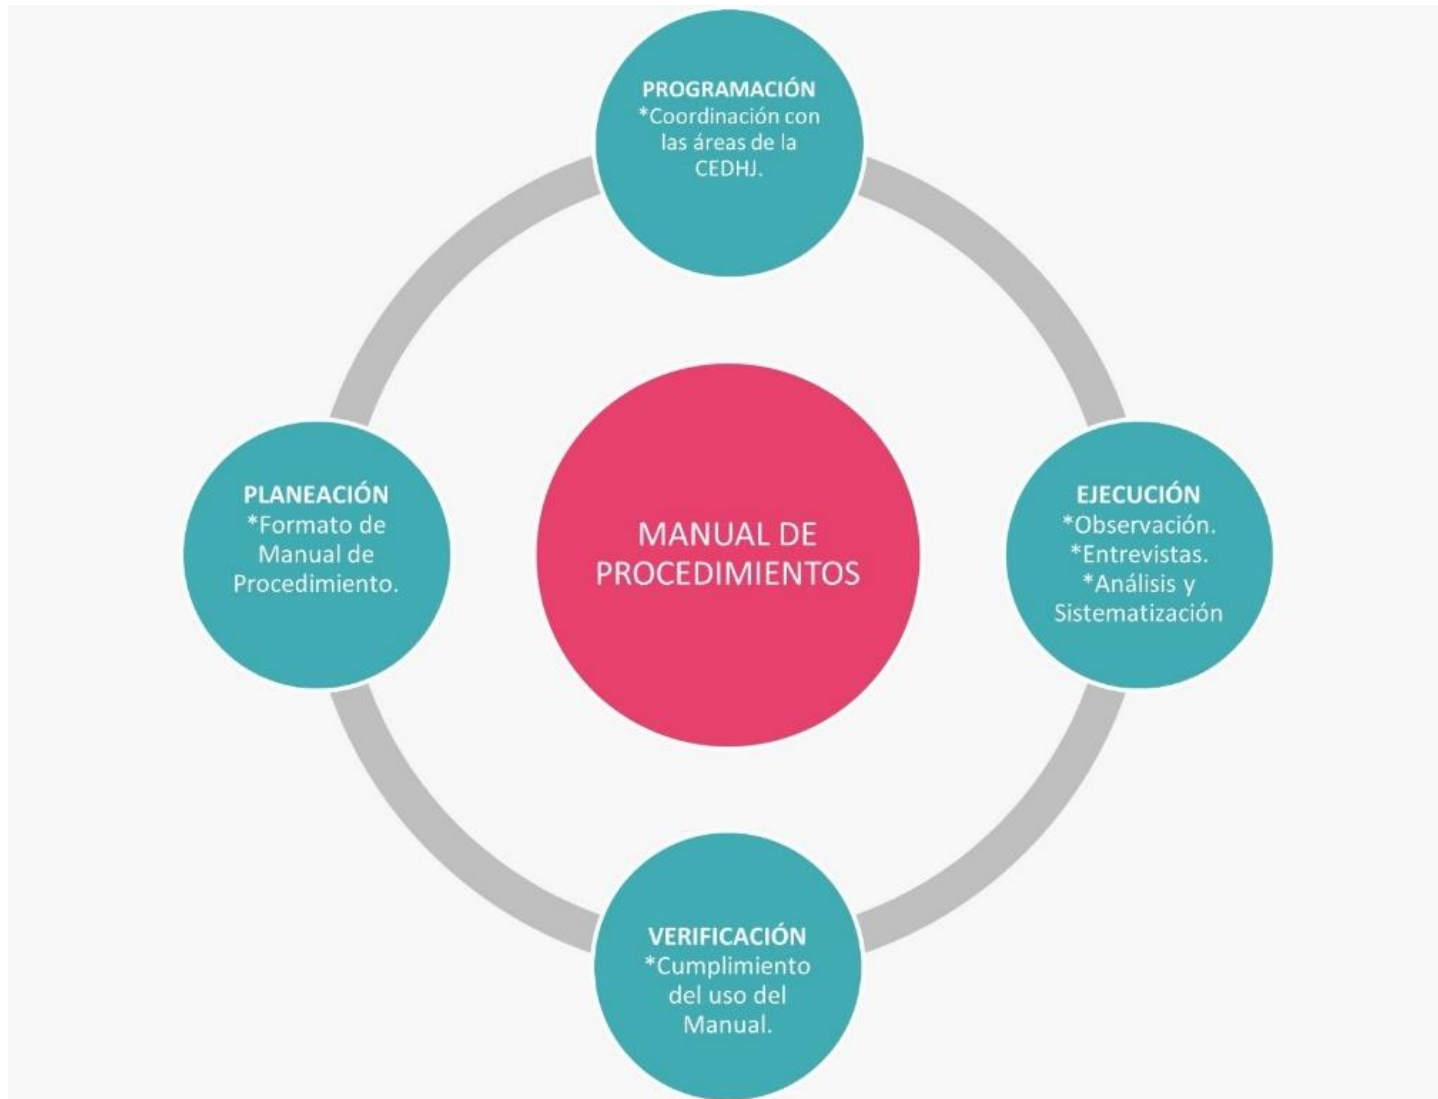 PROGRAMACIÓN
*Coordinación con
las áreas de la
CEDHJ.
PLANEACIÓN
*Formato de
Manual de
Procedimiento.
MANUAL DE
PROCEDIMIENTOS
EJECUCIÓN
*Observación.
*Entrevistas.
*Análisis y
Sistematización
VERIFICACIÓN
*Cumplimiento
del uso del
Manual.